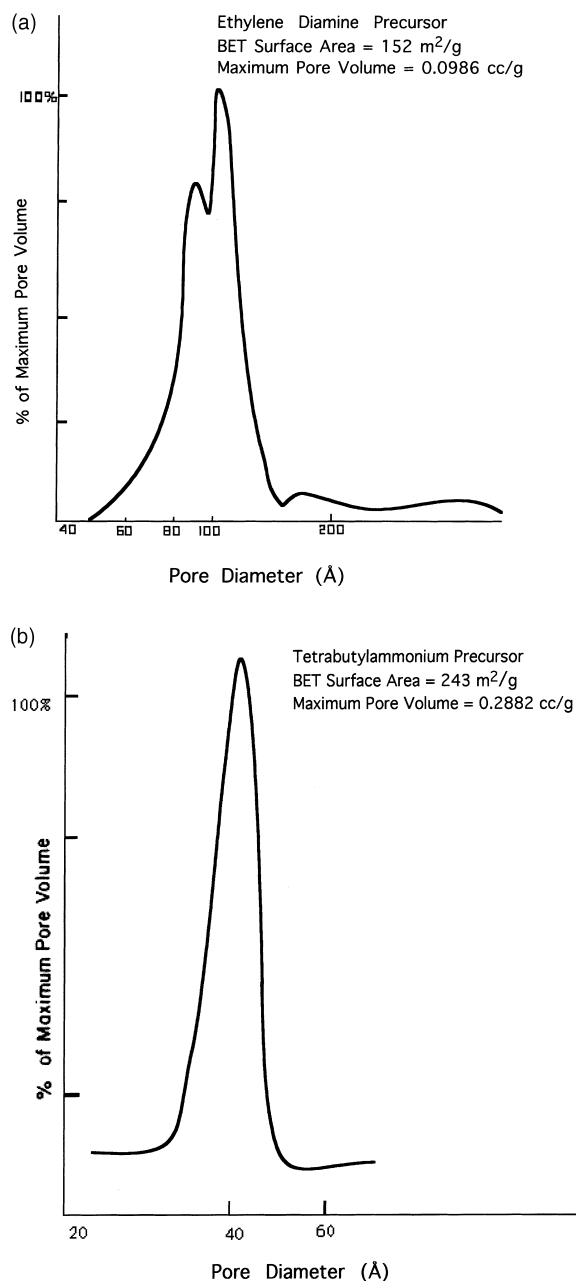 (a)
Ethylene Diamine Precursor
BET Surface Area = 152 m²/g
Maximum Pore Volume = 0.0986 cc/g
100%
% of Maximum Pore Volume
40 60 80 100 200
Pore Diameter (Å)
(b)
Tetrabutylammonium Precursor
BET Surface Area = 243 m²/g
Maximum Pore Volume = 0.2882 cc/g
100%
% of Maximum Pore Volume
20 40 60
Pore Diameter (Å)